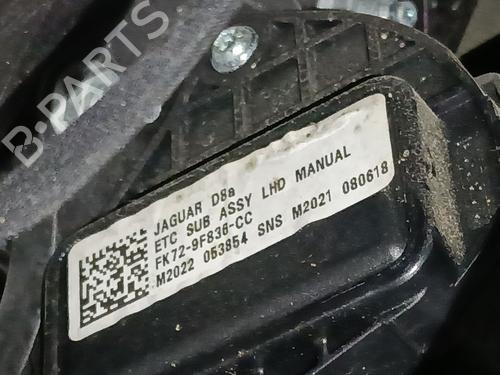 B-PARTS
JAGUAR D8a
ETC SUB ASSY LHD MANUAL
FK72-9F836-CC
M2022 053854 SNS M2021 080618